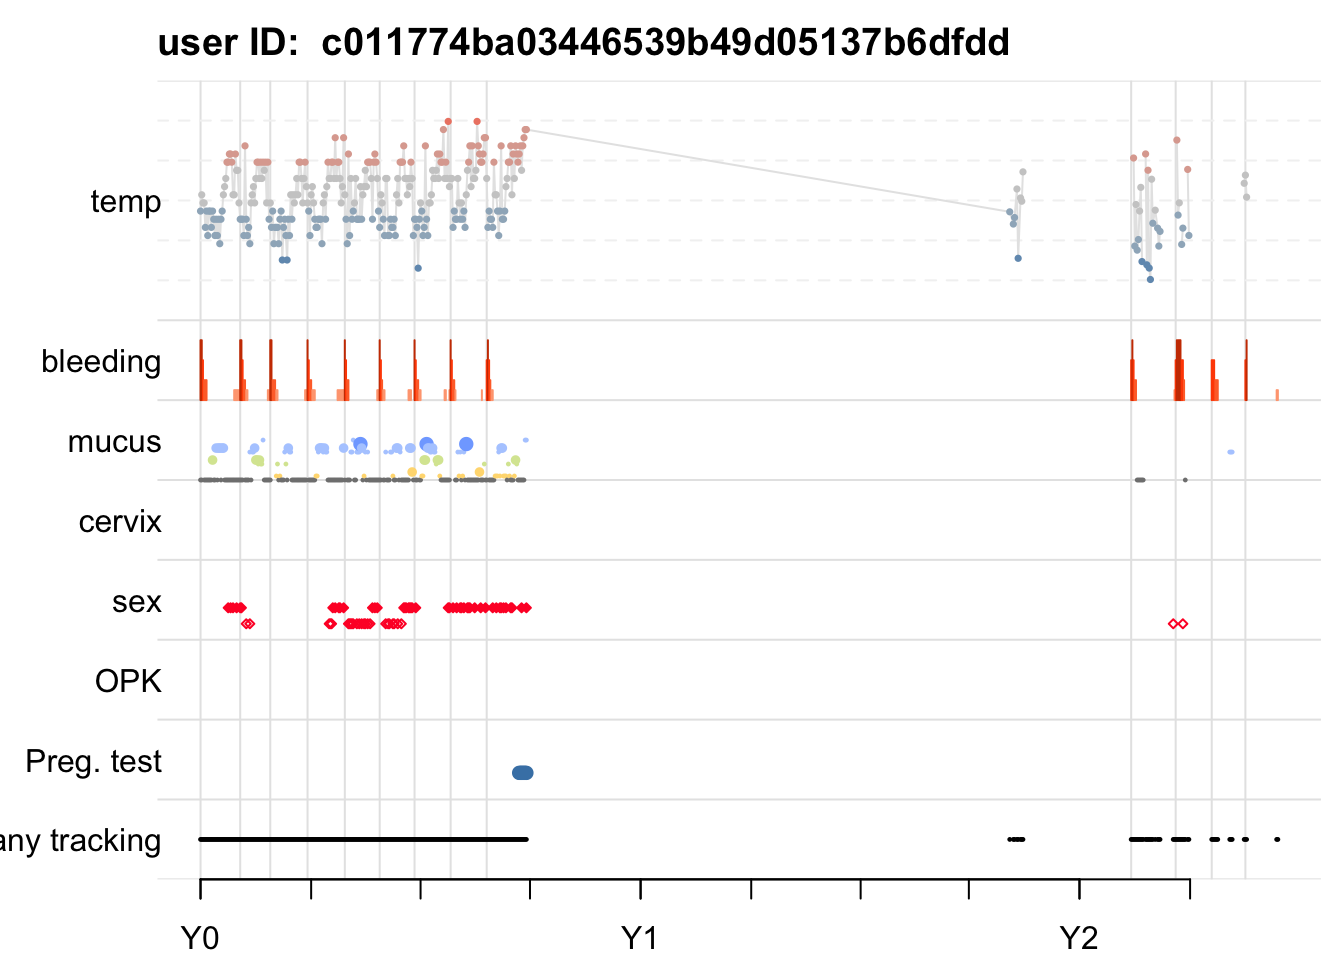 user ID:  c011774ba03446539b49d05137b6dfdd
temp
bleeding
mucus
cervix
sex
OPK
Preg. test
any tracking
Y0 Y1 Y2